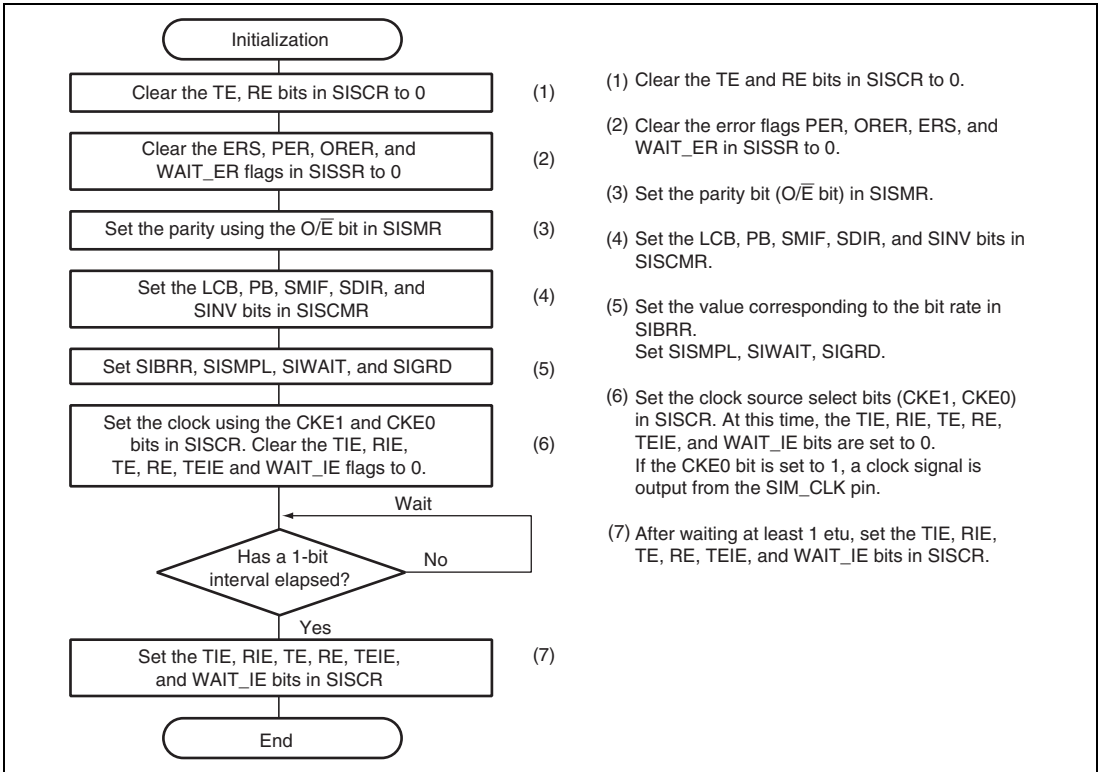 Initialization
Clear the TE, RE bits in SISCR to 0
(1)
Clear the ERS, PER, ORER, and
WAIT_ER flags in SISSR to 0
(2)
Set the parity using the O/E̅ bit in SISMR
(3)
Set the LCB, PB, SMIF, SDIR, and
SINV bits in SISCMR
(4)
Set SIBRR, SISMPL, SIWAIT, and SIGRD
(5)
Set the clock using the CKE1 and CKE0
bits in SISCR. Clear the TIE, RIE,
TE, RE, TEIE and WAIT_IE flags to 0.
(6)
Wait
Has a 1-bit
interval elapsed?
No
Yes
Set the TIE, RIE, TE, RE, TEIE,
and WAIT_IE bits in SISCR
(7)
End
(1) Clear the TE and RE bits in SISCR to 0.
(2) Clear the error flags PER, ORER, ERS, and
WAIT_ER in SISSR to 0.
(3) Set the parity bit (O/E̅ bit) in SISMR.
(4) Set the LCB, PB, SMIF, SDIR, and SINV bits in
SISCMR.
(5) Set the value corresponding to the bit rate in
SIBRR.
Set SISMPL, SIWAIT, SIGRD.
(6) Set the clock source select bits (CKE1, CKE0)
in SISCR. At this time, the TIE, RIE, TE, RE,
TEIE, and WAIT_IE bits are set to 0.
If the CKE0 bit is set to 1, a clock signal is
output from the SIM_CLK pin.
(7) After waiting at least 1 etu, set the TIE, RIE,
TE, RE, TEIE, and WAIT_IE bits in SISCR.